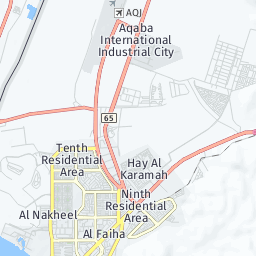 AQJ
Aqaba
International
Industrial City
65
Tenth
Residential
Area
Hay Al
Karamah
Ninth
Residential
Area
Al Nakheel
Al Faiha